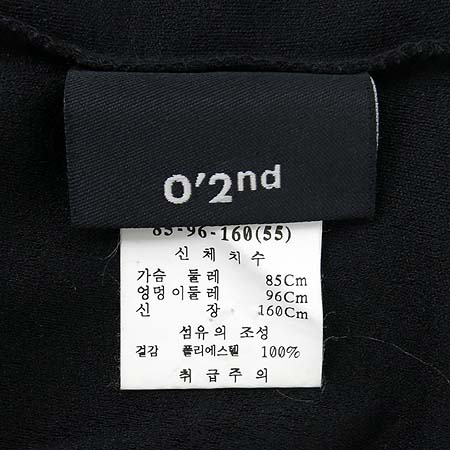 O'2nd
85-96-160(55)
신체치수
가슴둘레 85Cm
엉덩이둘레 96Cm
신장 160Cm
섬유의 조성
겉감 폴리에스텔 100%
취급주의